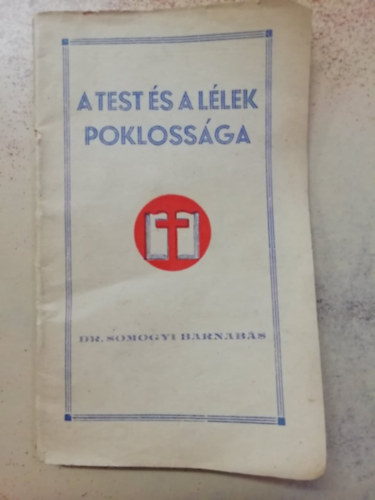 A TEST ÉS A LÉLEK
POKLOSSÁGA
DR. SOMOGYI BARNABÁS